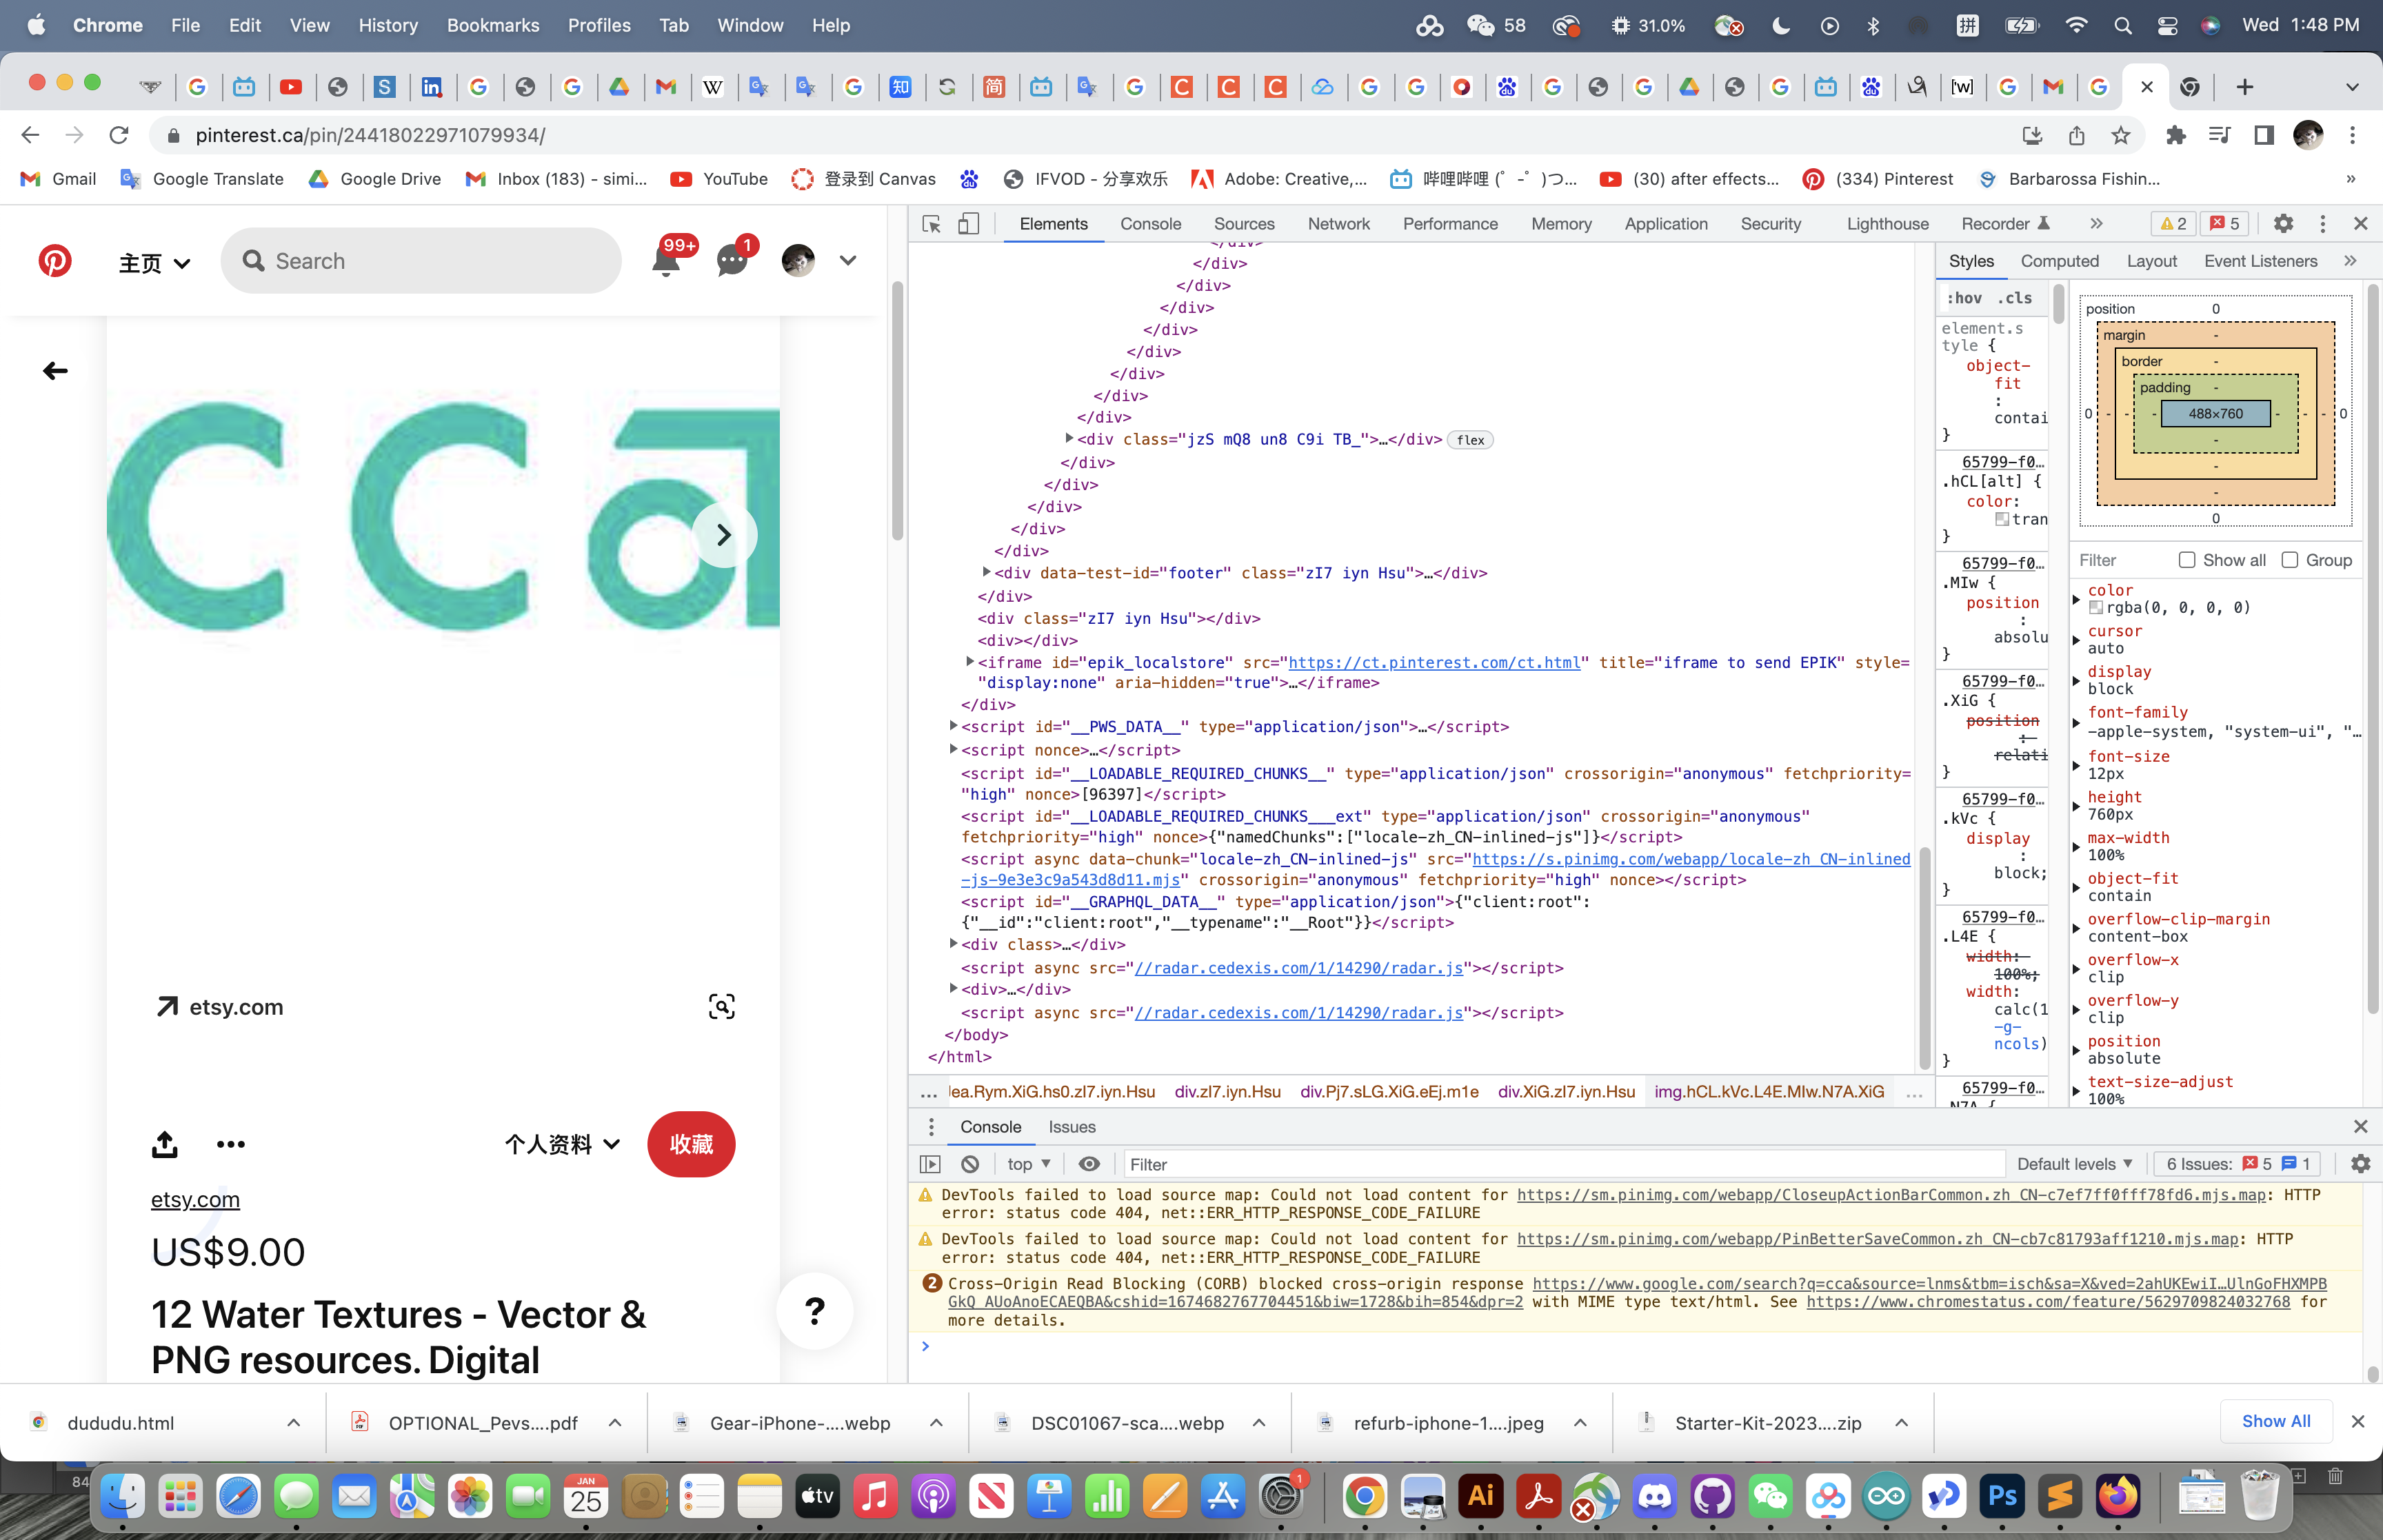 Chrome File Edit View History Bookmarks Profiles Tab Window Help 58 31.0% 拼 Wed 1:48 PM
pinterest.ca/pin/24418022971079934/
Gmail Google Translate Google Drive Inbox (183) - simi... YouTube 登录到 Canvas IFVOD - 分享欢乐 Adobe: Creative,... 哔哩哔哩 (゜-゜)つ... (30) after effects... (334) Pinterest Barbarossa Fishin... »
主页 Search 99+ 1
CCa
etsy.com
个人资料 收藏
etsy.com
US$9.00
12 Water Textures - Vector &
PNG resources. Digital
?
Elements Console Sources Network Performance Memory Application Security Lighthouse Recorder » 2 5
</div>
</div>
</div>
</div>
</div>
</div>
</div>
</div>
</div>
<div class="jzS mQ8 un8 C9i TB_">…</div> flex
</div>
</div>
</div>
</div>
</div>
<div data-test-id="footer" class="zI7 iyn Hsu">…</div>
</div>
<div class="zI7 iyn Hsu"></div>
<div></div>
<iframe id="epik_localstore" src="https://ct.pinterest.com/ct.html" title="iframe to send EPIK" style=
"display:none" aria-hidden="true">…</iframe>
</div>
<script id="__PWS_DATA__" type="application/json">…</script>
<script nonce>…</script>
<script id="__LOADABLE_REQUIRED_CHUNKS__" type="application/json" crossorigin="anonymous" fetchpriority=
"high" nonce>[96397]</script>
<script id="__LOADABLE_REQUIRED_CHUNKS___ext" type="application/json" crossorigin="anonymous"
fetchpriority="high" nonce>{"namedChunks":["locale-zh_CN-inlined-js"]}</script>
<script async data-chunk="locale-zh_CN-inlined-js" src="https://s.pinimg.com/webapp/locale-zh_CN-inlined
-js-9e3e3c9a543d8d11.mjs" crossorigin="anonymous" fetchpriority="high" nonce></script>
<script id="__GRAPHQL_DATA__" type="application/json">{"client:root":
{"__id":"client:root","__typename":"__Root"}}</script>
<div class>…</div>
<script async src="//radar.cedexis.com/1/14290/radar.js"></script>
<div>…</div>
<script async src="//radar.cedexis.com/1/14290/radar.js"></script>
</body>
</html>
... Jea.Rym.XiG.hs0.zI7.iyn.Hsu div.zI7.iyn.Hsu div.Pj7.sLG.XiG.eEj.m1e div.XiG.zI7.iyn.Hsu img.hCL.kVc.L4E.MIw.N7A.XiG ...
Styles Computed Layout Event Listeners »
:hov .cls
element.s
tyle {
object-
fit
:
contai
}
65799-f0…
.hCL[alt] {
color:
tran
}
65799-f0…
.MIw {
position
:
absolu
}
65799-f0…
.XiG {
position
:
relati
}
65799-f0…
.kVc {
display
:
block;
}
65799-f0…
.L4E {
width:
100%;
width:
calc(1
-g-
ncols)
}
65799-f0…
position 0
margin -
border -
padding -
0 - - - 488×760 - - - 0
-
-
-
0
Filter Show all Group
color
rgba(0, 0, 0, 0)
cursor
auto
display
block
font-family
-apple-system, "system-ui", "…
font-size
12px
height
760px
max-width
100%
object-fit
contain
overflow-clip-margin
content-box
overflow-x
clip
overflow-y
clip
position
absolute
text-size-adjust
100%
Console Issues
top Filter Default levels 6 Issues: 5 1
DevTools failed to load source map: Could not load content for https://sm.pinimg.com/webapp/CloseupActionBarCommon.zh_CN-c7ef7ff0fff78fd6.mjs.map: HTTP
error: status code 404, net::ERR_HTTP_RESPONSE_CODE_FAILURE
DevTools failed to load source map: Could not load content for https://sm.pinimg.com/webapp/PinBetterSaveCommon.zh_CN-cb7c81793aff1210.mjs.map: HTTP
error: status code 404, net::ERR_HTTP_RESPONSE_CODE_FAILURE
2 Cross-Origin Read Blocking (CORB) blocked cross-origin response https://www.google.com/search?q=cca&source=lnms&tbm=isch&sa=X&ved=2ahUKEwiI…UlnGoFHXMPB
GkQ_AUoAnoECAEQBA&cshid=1674682767704451&biw=1728&bih=854&dpr=2 with MIME type text/html. See https://www.chromestatus.com/feature/5629709824032768 for
more details.
dududu.html OPTIONAL_Pevs....pdf Gear-iPhone-....webp DSC01067-sca....webp refurb-iphone-1....jpeg Starter-Kit-2023....zip Show All
84
JAN
25 tv 1 Ai Ps